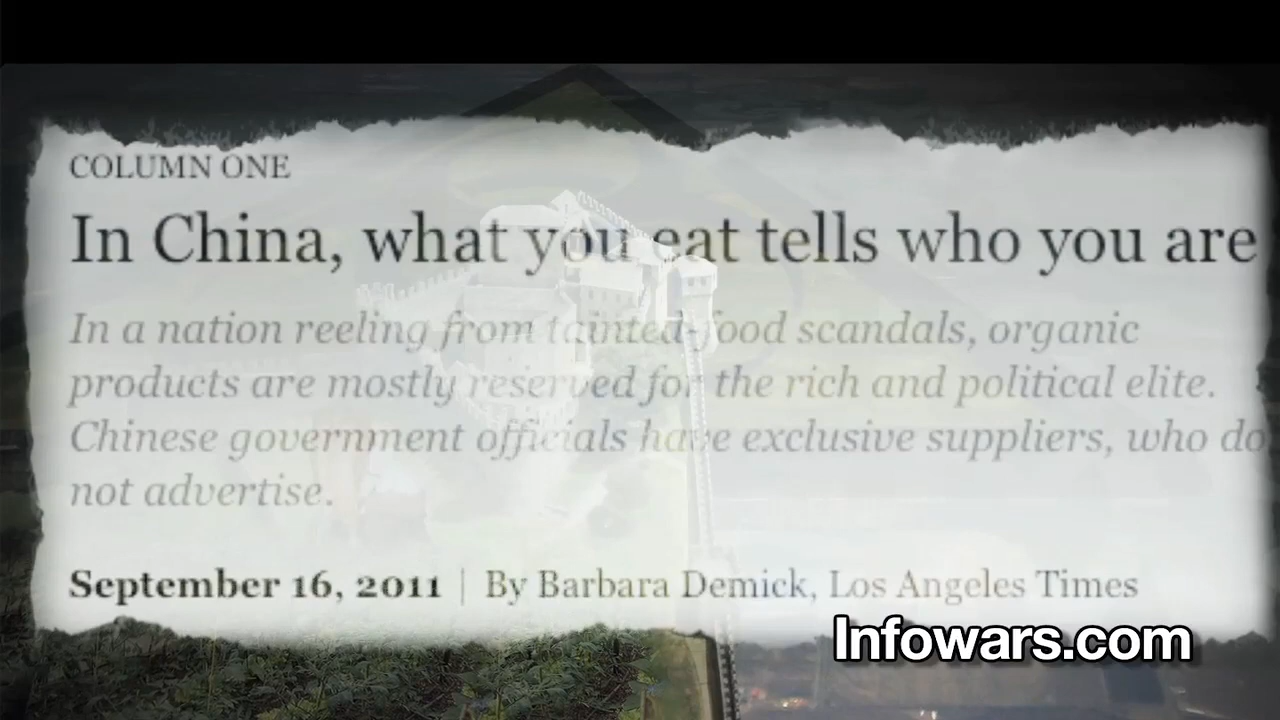 COLUMN ONE
In China, what you eat tells who you are
In a nation reeling from tainted-food scandals, organic
products are mostly reserved for the rich and political elite.
Chinese government officials have exclusive suppliers, who do
not advertise.
September 16, 2011 | By Barbara Demick, Los Angeles Times
Infowars.com